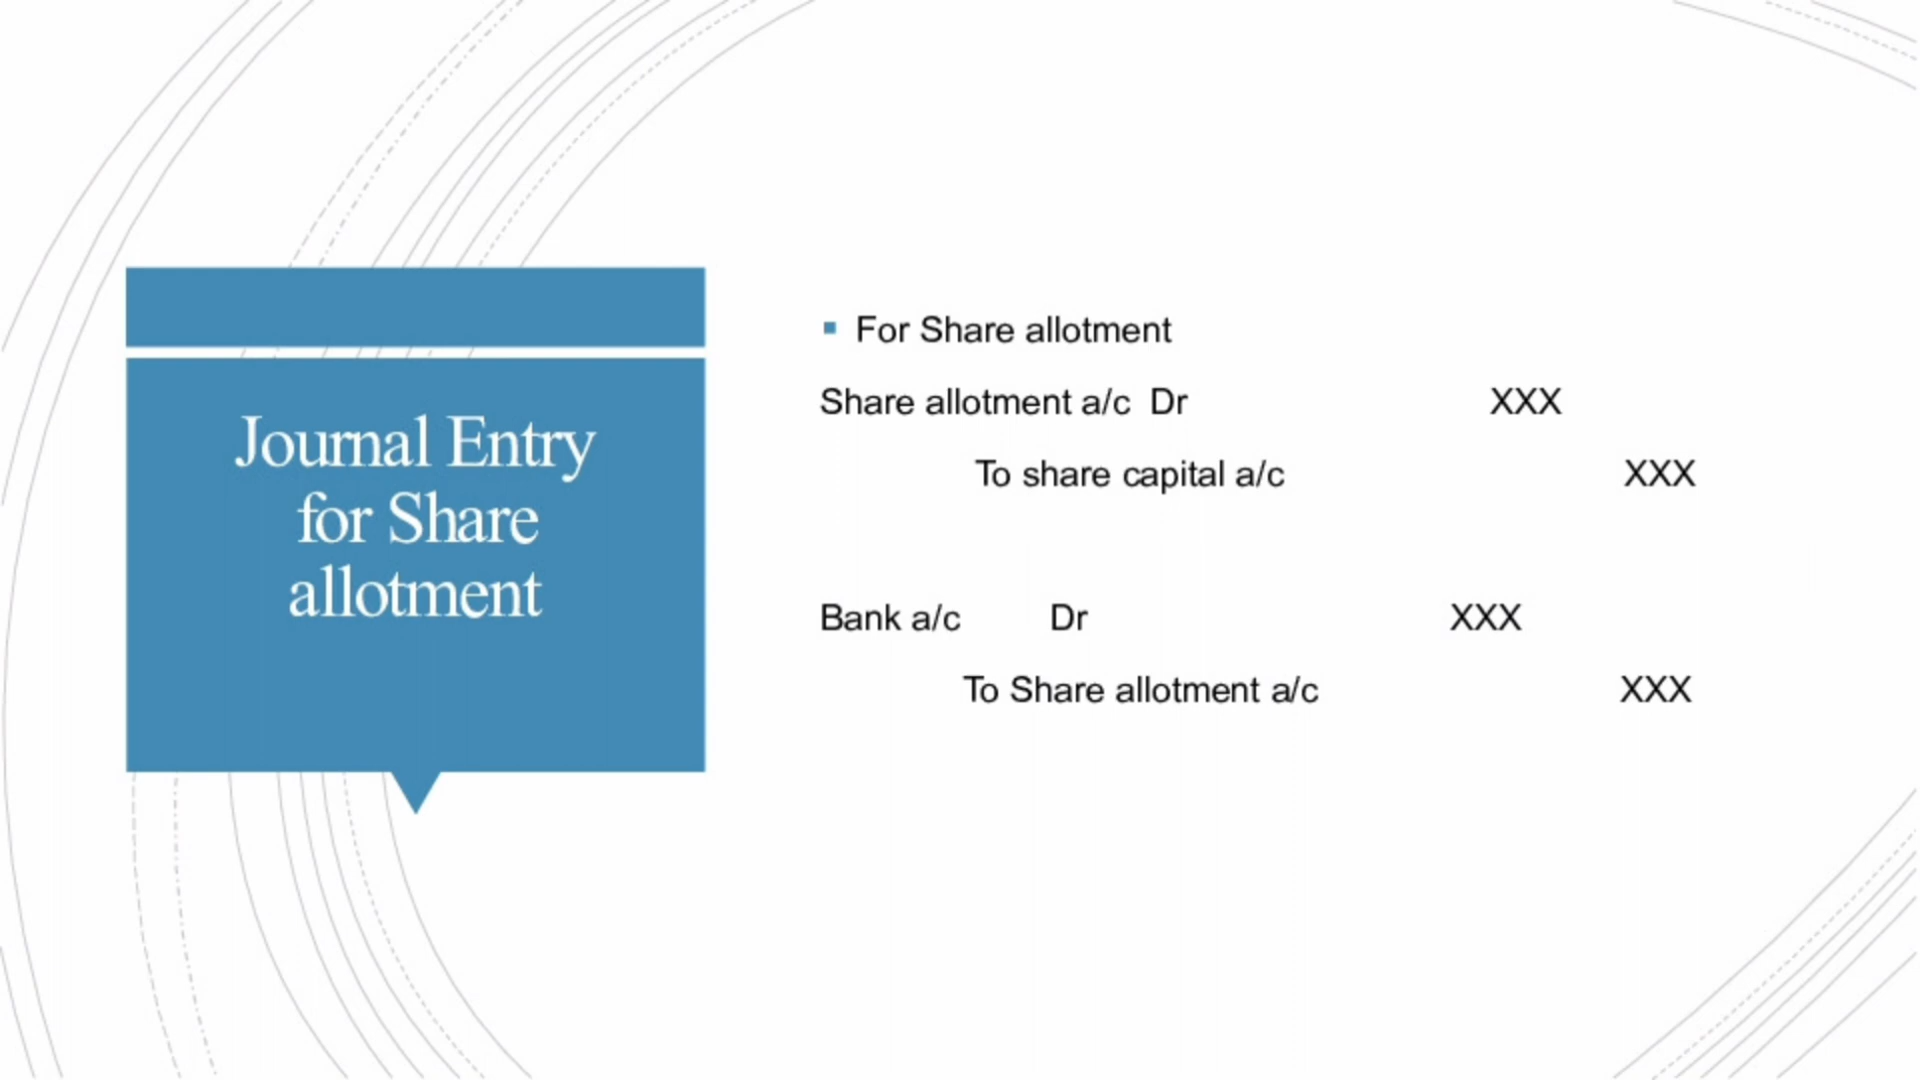 Journal Entry
for Share
allotment
For Share allotment
Share allotment a/c Dr XXX
To share capital a/c XXX
Bank a/c Dr XXX
To Share allotment a/c XXX